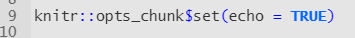 9 knitr::opts_chunk$set(echo = TRUE)
10